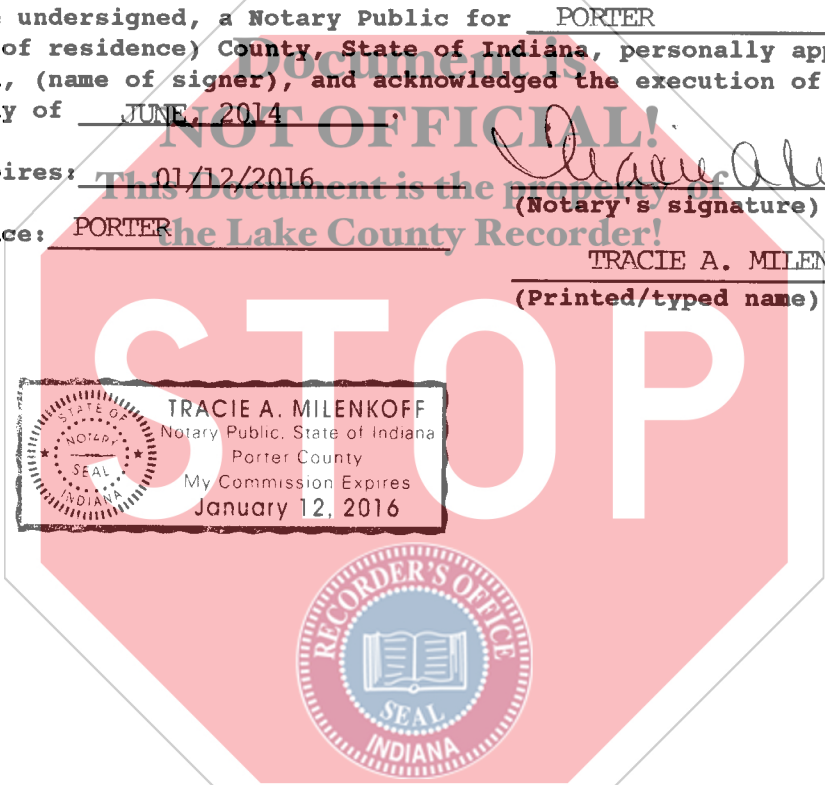 undersigned, a Notary Public for PORTER
of residence) County, State of Indiana, personally app
, (name of signer), and acknowledged the execution of
y of JUNE, 2014.
ires: 01/12/2016
(Notary's signature)
ce: PORTER
TRACIE A. MILEN
(Printed/typed name)
Document is
NOT OFFICIAL!
This Document is the property of
the Lake County Recorder!
STOP
STATE OF
INDIANA
NOTARY
SEAL
TRACIE A. MILENKOFF
Notary Public, State of Indiana
Porter County
My Commission Expires
January 12, 2016
RECORDER'S OFFICE
SEAL
INDIANA